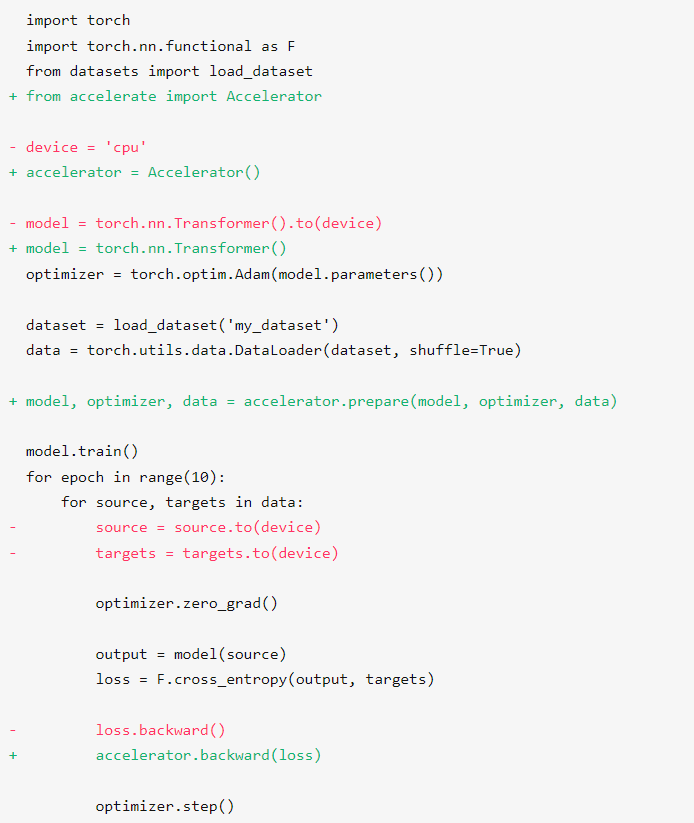 import torch
  import torch.nn.functional as F
  from datasets import load_dataset
+ from accelerate import Accelerator
- device = 'cpu'
+ accelerator = Accelerator()
- model = torch.nn.Transformer().to(device)
+ model = torch.nn.Transformer()
  optimizer = torch.optim.Adam(model.parameters())
  dataset = load_dataset('my_dataset')
  data = torch.utils.data.DataLoader(dataset, shuffle=True)
+ model, optimizer, data = accelerator.prepare(model, optimizer, data)
  model.train()
  for epoch in range(10):
      for source, targets in data:
-         source = source.to(device)
-         targets = targets.to(device)
          optimizer.zero_grad()
          output = model(source)
          loss = F.cross_entropy(output, targets)
-         loss.backward()
+         accelerator.backward(loss)
          optimizer.step()